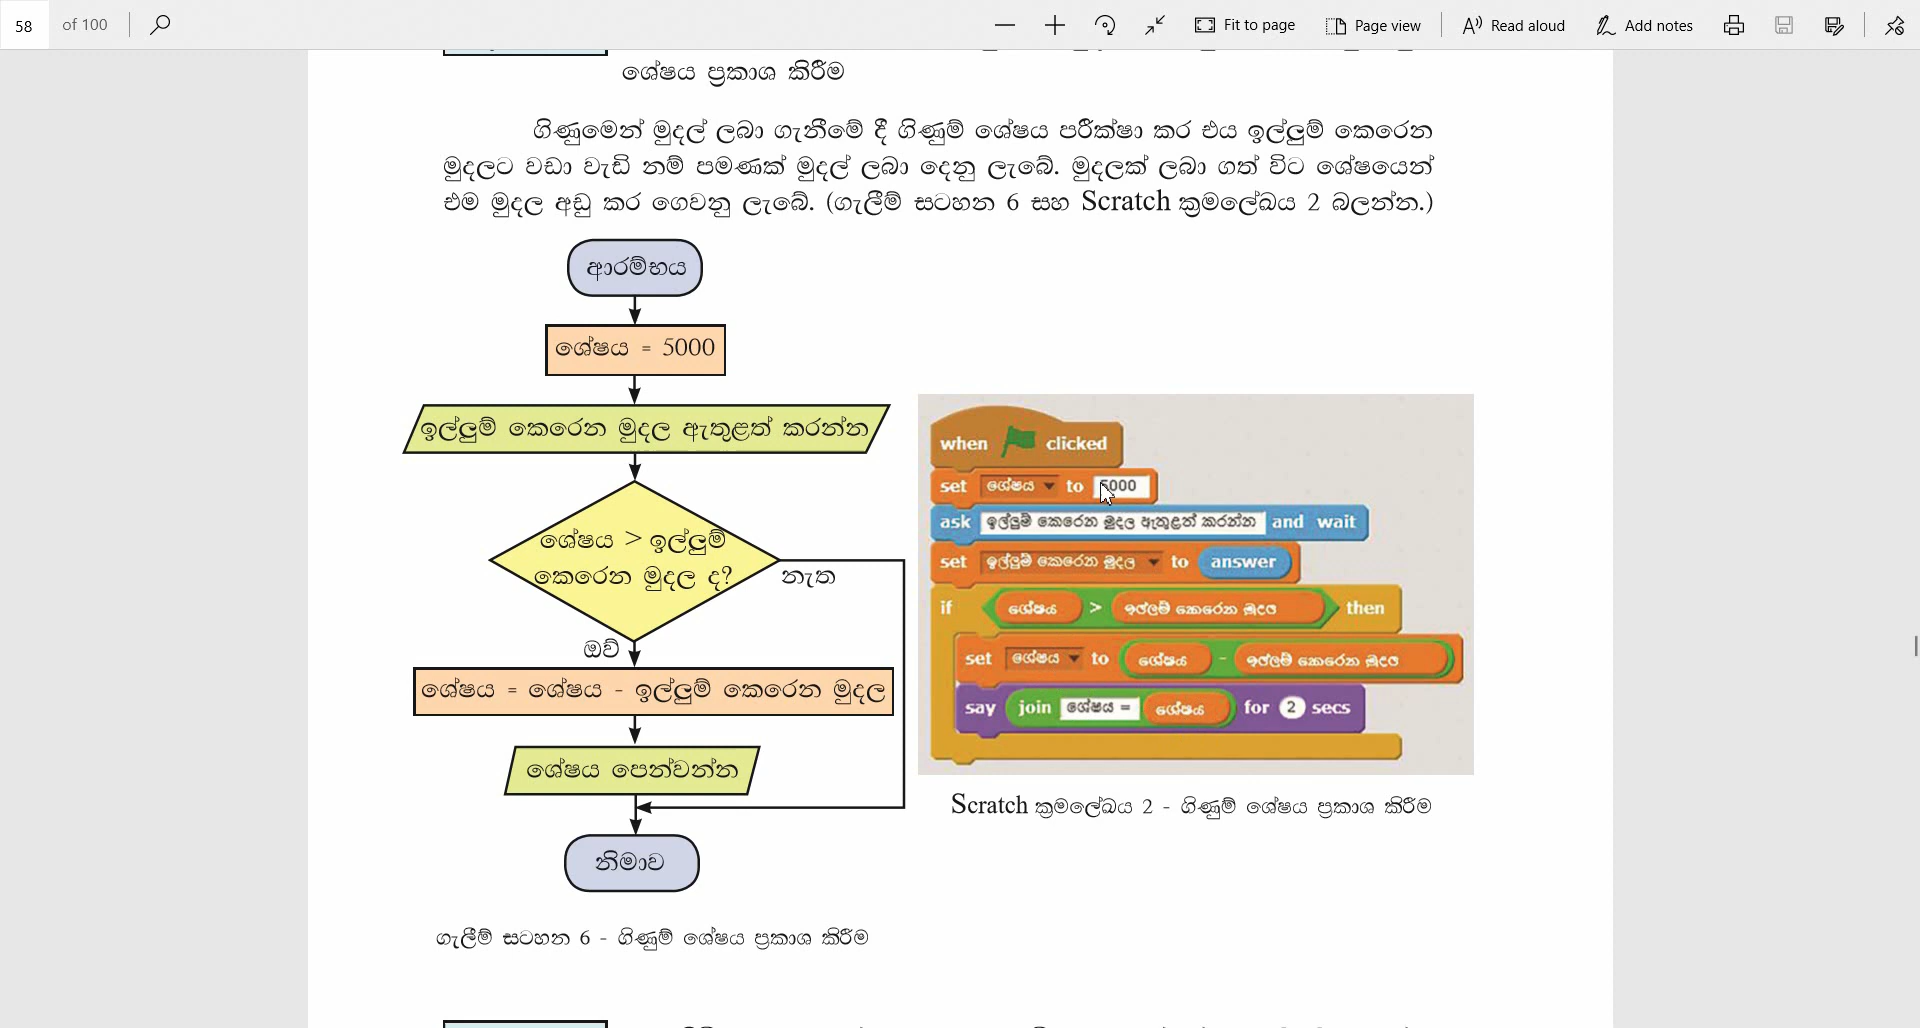 58 of 100 Fit to page Page view Read aloud Add notes
ශේෂය ප්‍රකාශ කිරීම
ගිණුමෙන් මුදල් ලබා ගැනීමේ දී ගිණුම් ශේෂය පරීක්ෂා කර එය ඉල්ලුම් කෙරෙන
මුදලට වඩා වැඩි නම් පමණක් මුදල් ලබා දෙනු ලැබේ. මුදලක් ලබා ගත් විට ශේෂයෙන්
එම මුදල අඩු කර ගෙවනු ලැබේ. (ගැලීම් සටහන 6 සහ Scratch ක්‍රමලේඛය 2 බලන්න.)
ආරම්භය
ශේෂය = 5000
ඉල්ලුම් කෙරෙන මුදල ඇතුළත් කරන්න
ශේෂය > ඉල්ලුම්
කෙරෙන මුදල ද?
නැත
ඔව්
ශේෂය = ශේෂය - ඉල්ලුම් කෙරෙන මුදල
ශේෂය පෙන්වන්න
නිමාව
ගැලීම් සටහන 6 - ගිණුම් ශේෂය ප්‍රකාශ කිරීම
when clicked
set ශේෂය to 5000
ask ඉල්ලුම් කෙරෙන මුදල ඇතුළත් කරන්න and wait
set ඉල්ලුම් කෙරෙන මුදල to answer
if ශේෂය > ඉල්ලුම් කෙරෙන මුදල then
set ශේෂය to ශේෂය - ඉල්ලුම් කෙරෙන මුදල
say join ශේෂය = ශේෂය for 2 secs
Scratch ක්‍රමලේඛය 2 - ගිණුම් ශේෂය ප්‍රකාශ කිරීම